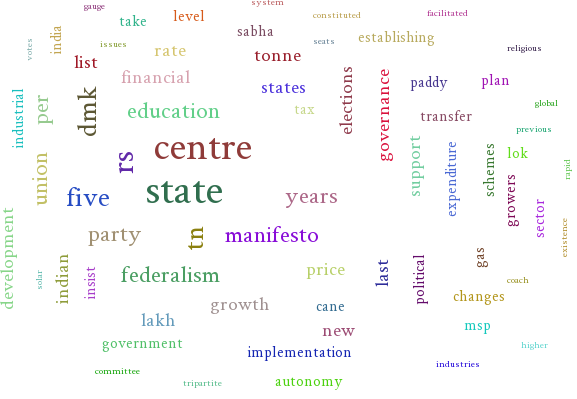 gauge
system
take
level
constituted
facilitated
votes
india
issues
rate
sabha
seats
establishing
religious
list
financial
tonne
states
elections
governance
paddy
plan
industrial
per
dmk
education
tax
transfer
global
previous
rs
centre
support
expenditure
schemes
lok
rapid
union
five
state
years
growers
sector
existence
development
party
tn
manifesto
solar
indian
insist
federalism
price
last
political
gas
coach
changes
lakh
growth
cane
new
msp
government
implementation
higher
industries
committee
tripartite
autonomy